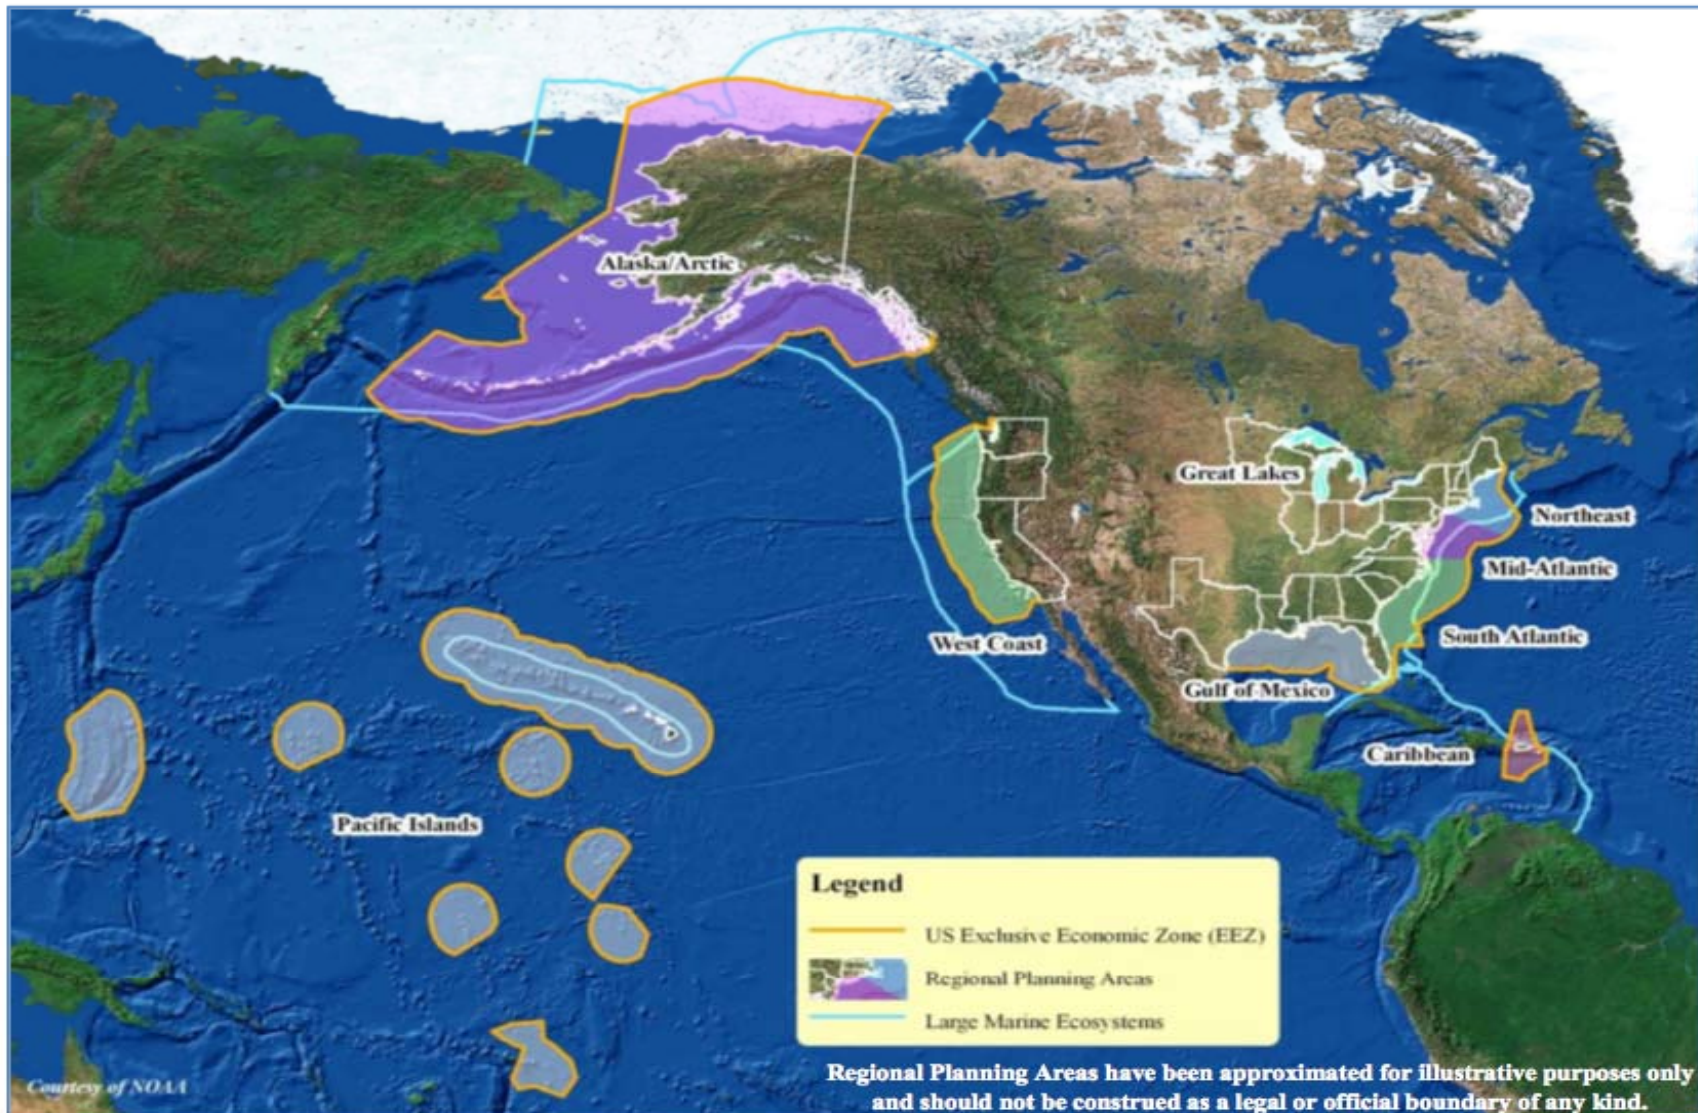 Alaska/Arctic
Great Lakes
Northeast
Mid-Atlantic
South Atlantic
West Coast
Gulf of Mexico
Caribbean
Pacific Islands
Legend
US Exclusive Economic Zone (EEZ)
Regional Planning Areas
Large Marine Ecosystems
Courtesy of NOAA
Regional Planning Areas have been approximated for illustrative purposes only
and should not be construed as a legal or official boundary of any kind.